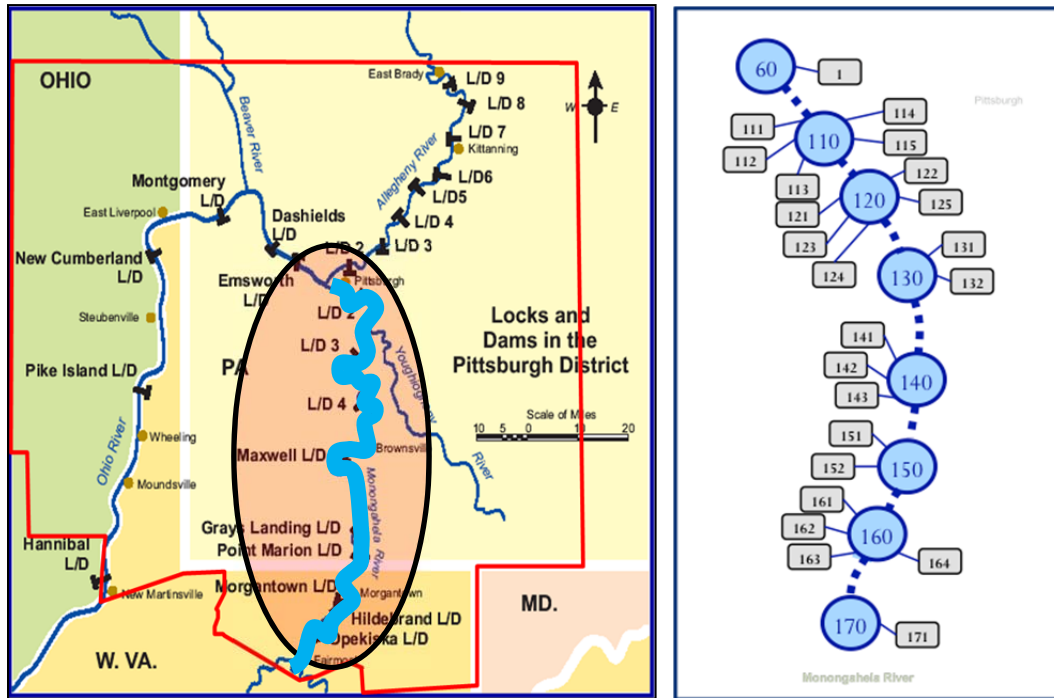 OHIO
Beaver River
East Brady
L/D 9
L/D 8
L/D 7
Kittanning
L/D6
L/D5
L/D 4
L/D 3
Allegheny River
W
E
Montgomery
L/D
East Liverpool
Dashields
L/D
New Cumberland
L/D
Emsworth
L/D
L/D 2
Pittsburgh
L/D 2
Steubenville
L/D 3
PA
Locks and
Dams in the
Pittsburgh District
Pike Island L/D
L/D 4
Youghiogheny
River
Scale of Miles
10
5
0
10
20
Ohio River
Wheeling
Maxwell L/D
Brownsville
Moundsville
Monongahela River
Grays Landing L/D
Point Marion L/D
Hannibal
L/D
New Martinsville
Morgantown L/D
Morgantown
Hildebrand L/D
Opekiska L/D
Fairmont
W. VA.
MD.
60
1
Pittsburgh
111
110
114
112
115
113
122
120
121
125
123
124
131
130
132
141
142
140
143
151
152
150
161
162
160
163
164
170
171
Monongahela River